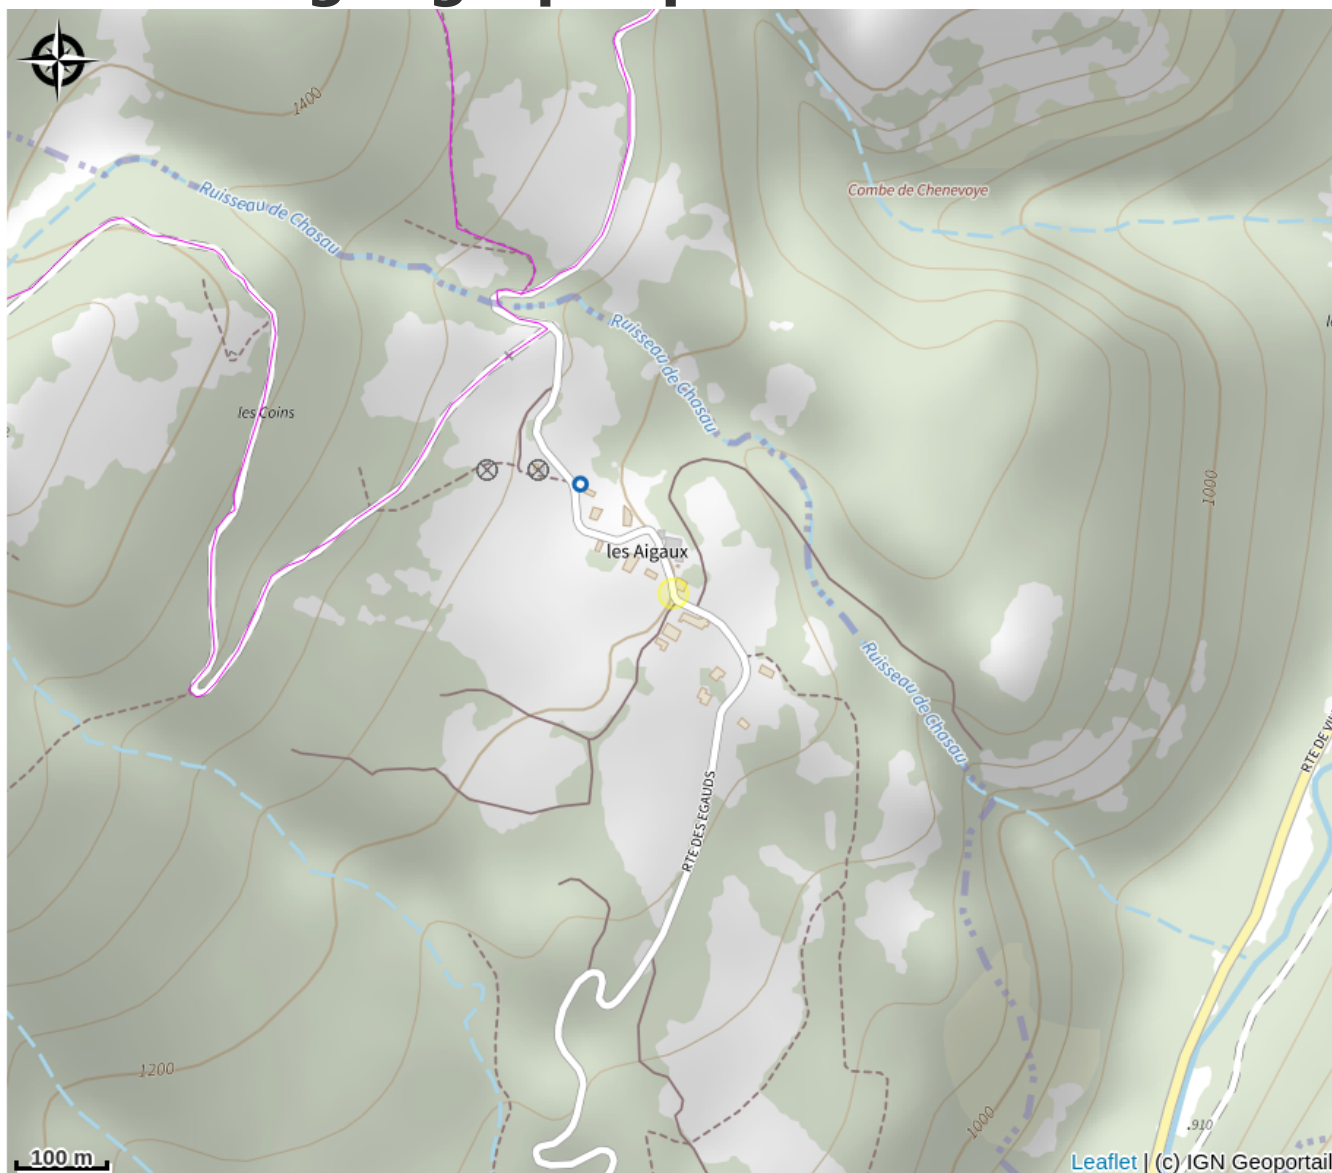 1400
Ruisseau de Chasau
Combe de Chenevoye
Ruisseau de Chasau
les Coins
1000
les Aigaux
Ruisseau de Chasau
RTE DES EGAUDS
1200
1000
.910
100 m
Leaflet | (c) IGN Geoportail